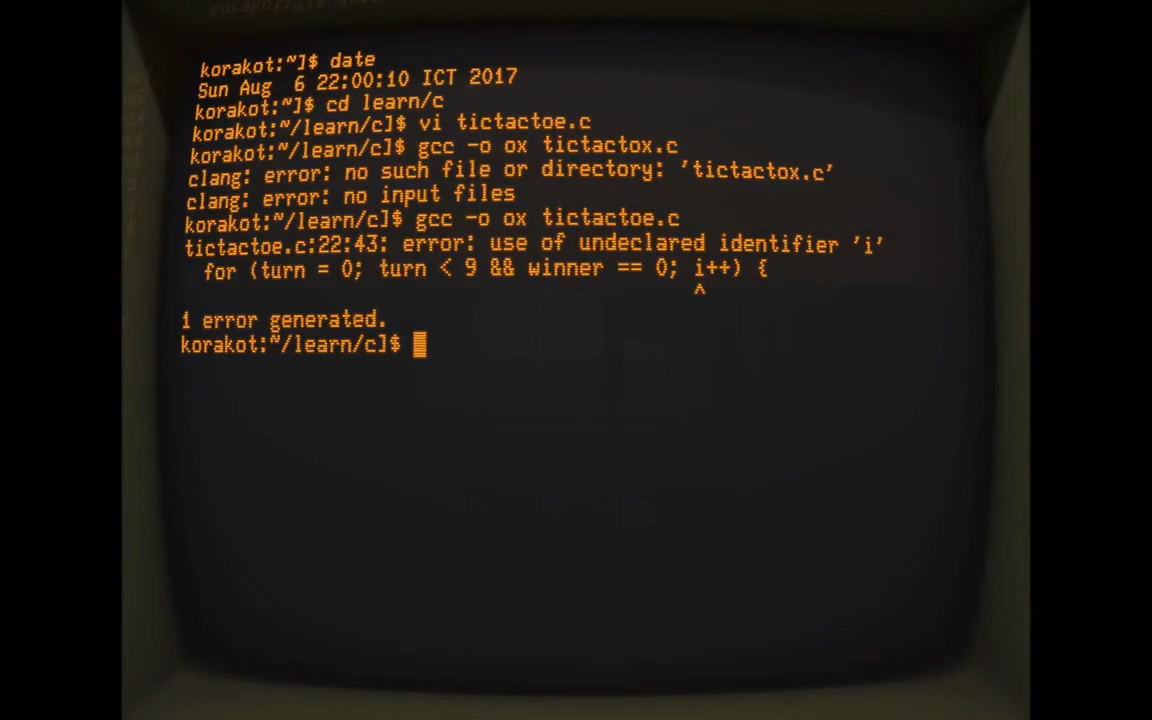 korakot:~]$ date
Sun Aug  6 22:00:10 ICT 2017
korakot:~]$ cd learn/c
korakot:~/learn/c]$ vi tictactoe.c
korakot:~/learn/c]$ gcc -o ox tictactox.c
clang: error: no such file or directory: 'tictactox.c'
clang: error: no input files
korakot:~/learn/c]$ gcc -o ox tictactoe.c
tictactoe.c:22:43: error: use of undeclared identifier 'i'
  for (turn = 0; turn < 9 && winner == 0; i++) {
                                          ^
1 error generated.
korakot:~/learn/c]$